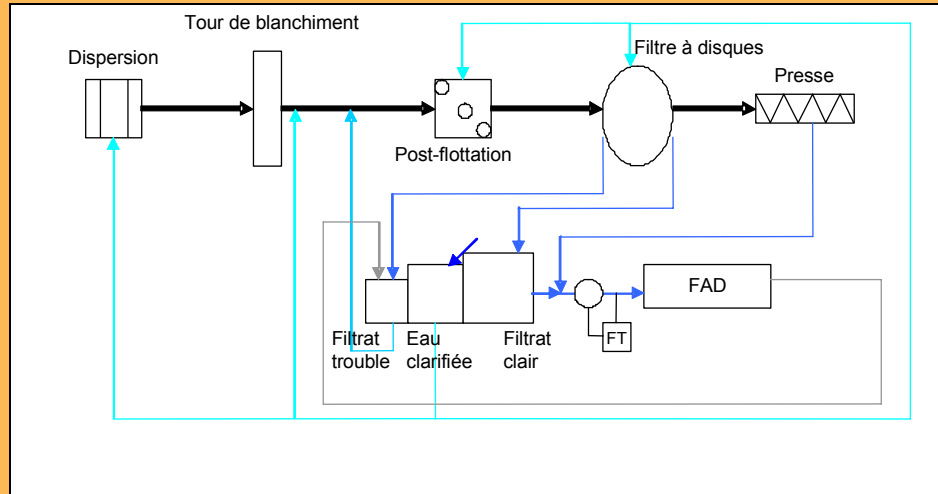 Tour de blanchiment
Dispersion
Filtre à disques
Presse
Post-flottation
FAD
FT
Filtrat
trouble
Eau
clarifiée
Filtrat
clair